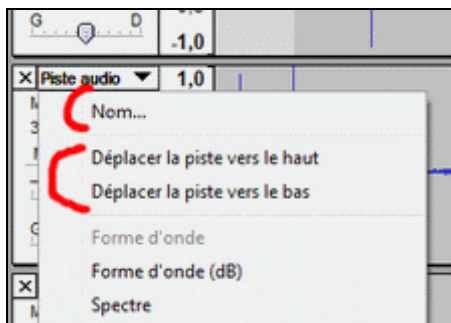 G D
-1,0
Piste audio 1,0
Nom...
Déplacer la piste vers le haut
Déplacer la piste vers le bas
Forme d'onde
Forme d'onde (dB)
Spectre